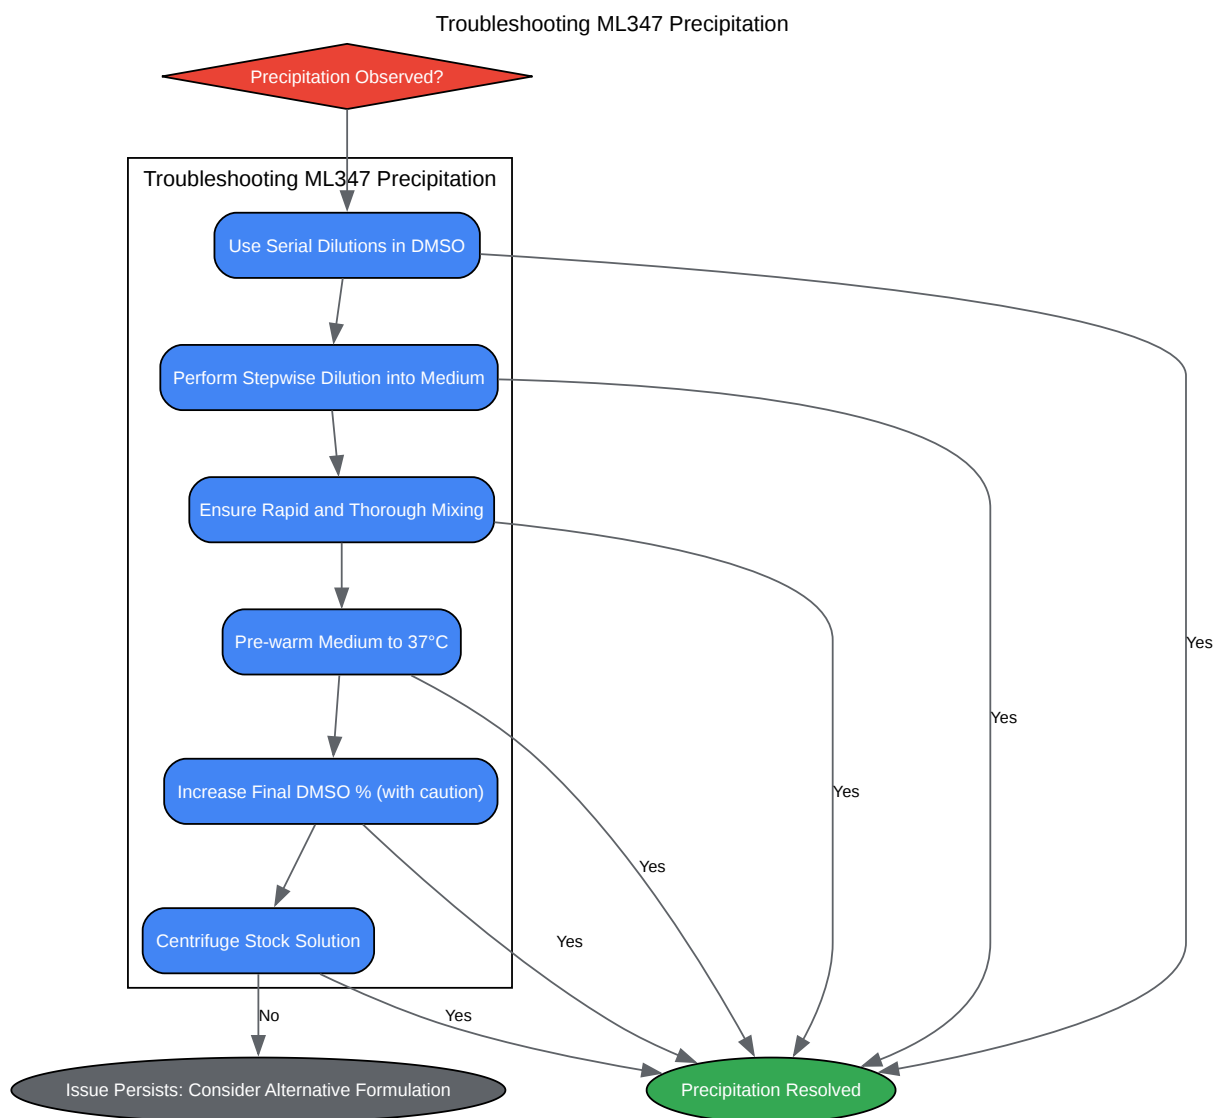 Troubleshooting ML347 Precipitation
Precipitation Observed?
Troubleshooting ML347 Precipitation
Use Serial Dilutions in DMSO
Perform Stepwise Dilution into Medium
Ensure Rapid and Thorough Mixing
Pre-warm Medium to 37°C
Yes
Yes
Increase Final DMSO % (with caution)
Yes
Yes
Centrifuge Stock Solution
Yes
No
Yes
Issue Persists: Consider Alternative Formulation
Precipitation Resolved